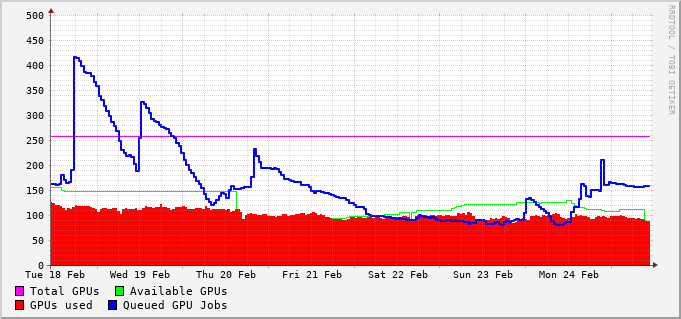 500
450
400
350
300
250
200
150
100
50
0
Tue 18 Feb Wed 19 Feb Thu 20 Feb Fri 21 Feb Sat 22 Feb Sun 23 Feb Mon 24 Feb
Total GPUs Available GPUs
GPUs used Queued GPU Jobs
RRDTOOL / TOBI OETIKER